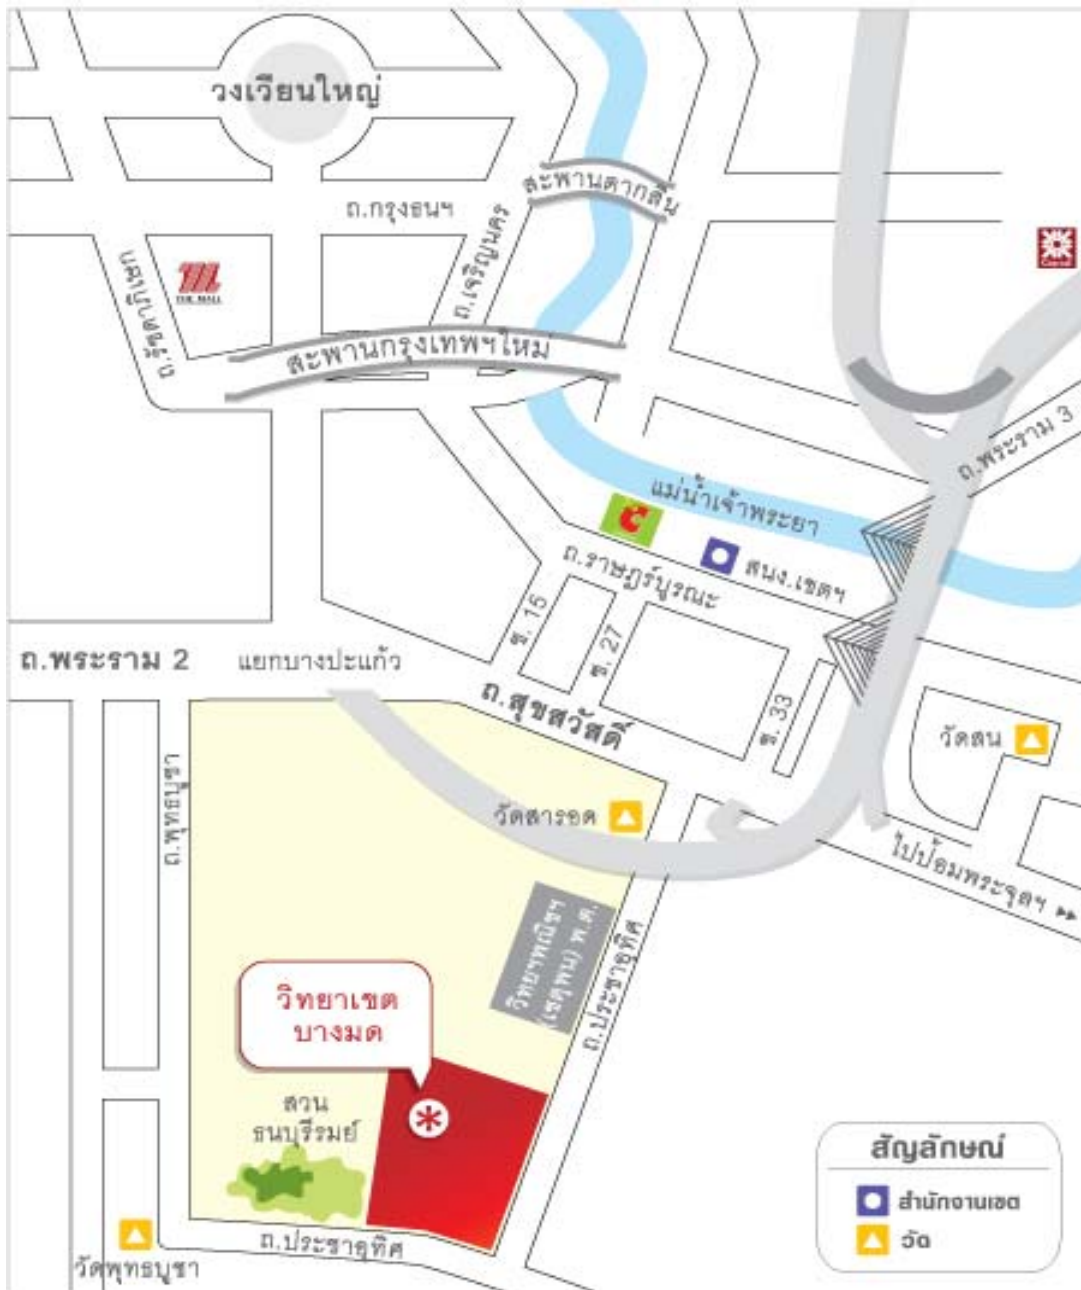 วงเวียนใหญ่
สะพานตากสิน
ถ.กรุงธนฯ
ถ.เจริญนคร
ถ.รัชดาภิเษก
THE MALL
สะพานกรุงเทพฯใหม่
ถ.พระราม 3
แม่น้ำเจ้าพระยา
สนง.เขตฯ
ถ.ราษฎร์บูรณะ
ซ. 15
ซ. 27
ซ. 33
ถ.พระราม 2
แยกบางปะแก้ว
ถ.สุขสวัสดิ์
วัดสน
ถ.พุทธบูชา
วัดสารอด
ไปป้อมพระจุลฯ
วิทยฯพณิชฯ
(เชตุพน) พ.ต.
ถ.ประชาอุทิศ
วิทยาเขต
บางมด
สวน
ธนบุรีรมย์
ถ.ประชาอุทิศ
วัดพุทธบูชา
สัญลักษณ์
สำนักงานเขต
วัด